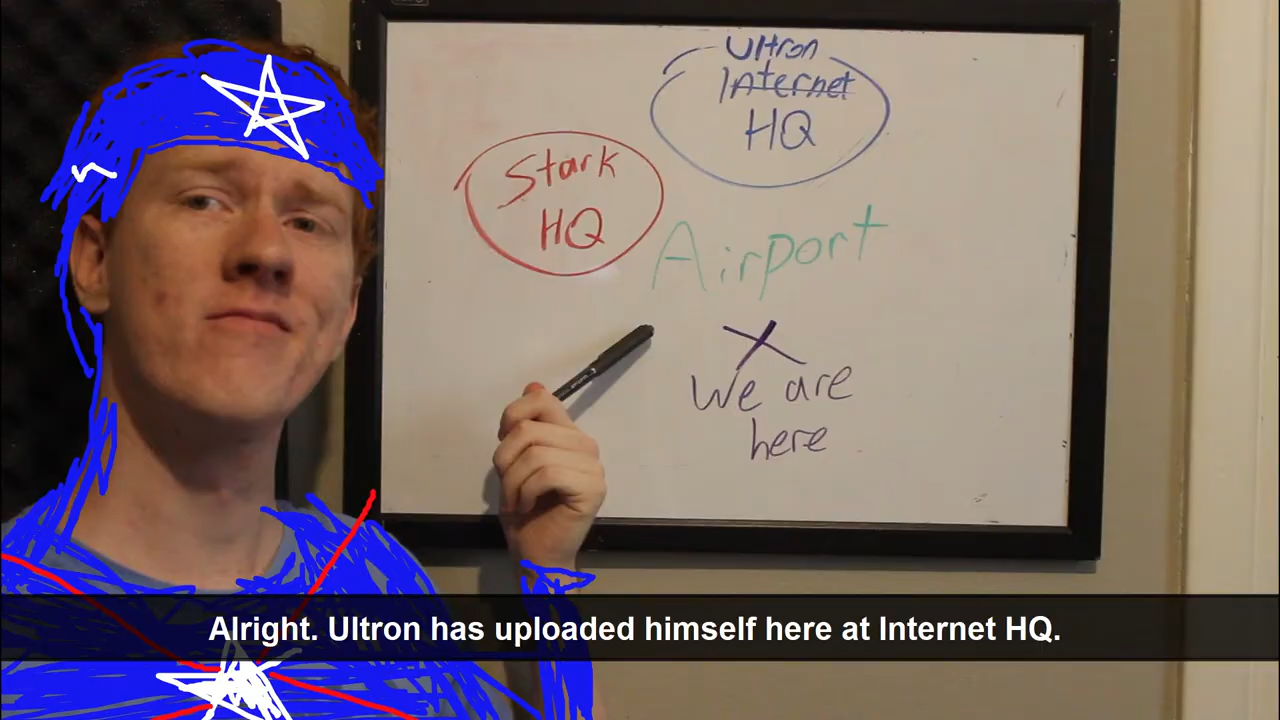 Ultron
Internet
HQ
Stark
HQ
Airport
X
We are
here
Alright. Ultron has uploaded himself here at Internet HQ.